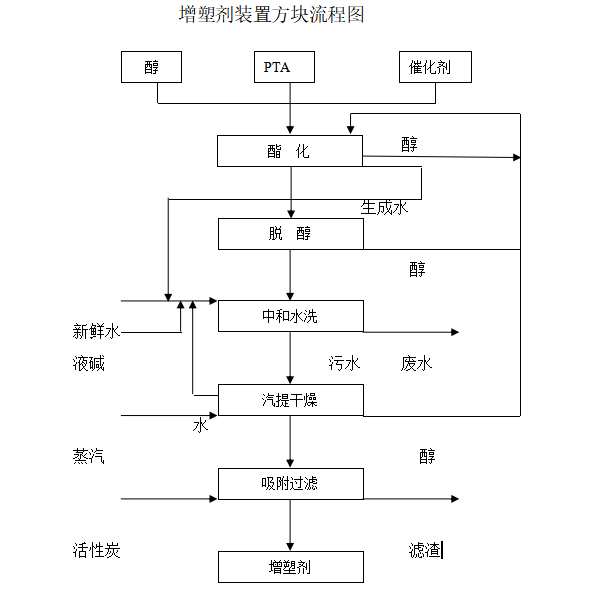 增塑剂装置方块流程图
醇 PTA 催化剂
酯 化
醇
生成水
脱 醇
醇
中和水洗
新鲜水
液碱 污水 废水
汽提干燥
水
蒸汽 醇
吸附过滤
活性炭 滤渣
增塑剂